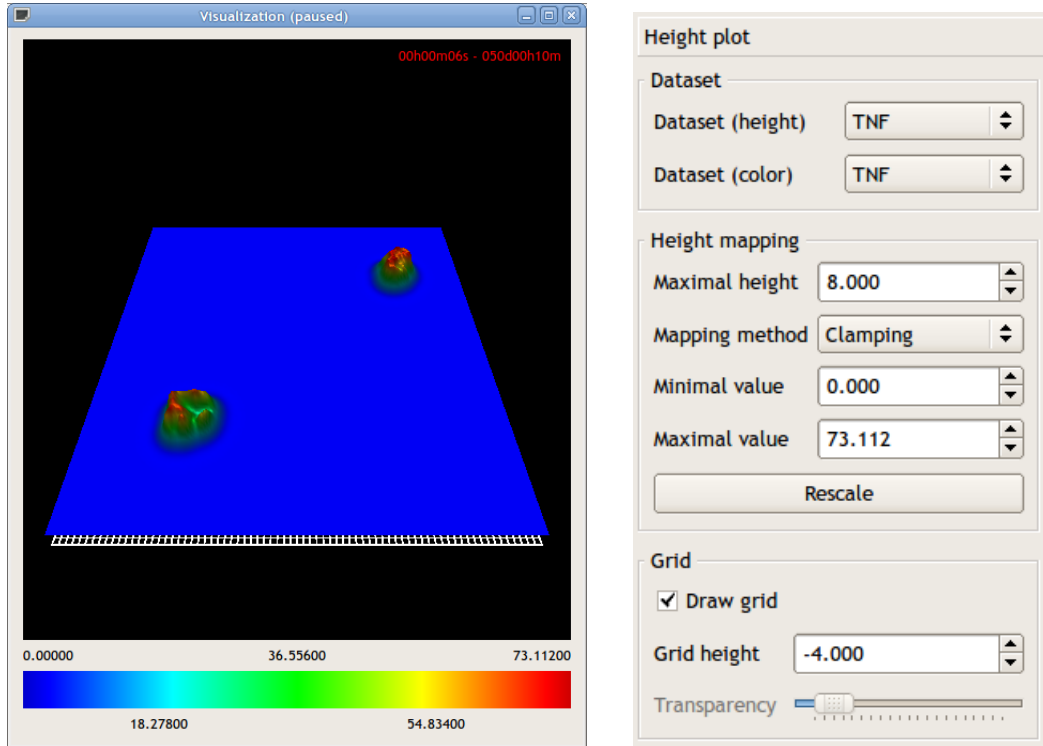 Visualization (paused)
00h00m06s - 050d00h10m
0.00000 36.55600 73.11200
18.27800 54.83400
Height plot
Dataset
Dataset (height) TNF
Dataset (color) TNF
Height mapping
Maximal height 8.000
Mapping method Clamping
Minimal value 0.000
Maximal value 73.112
Rescale
Grid
Draw grid
Grid height -4.000
Transparency